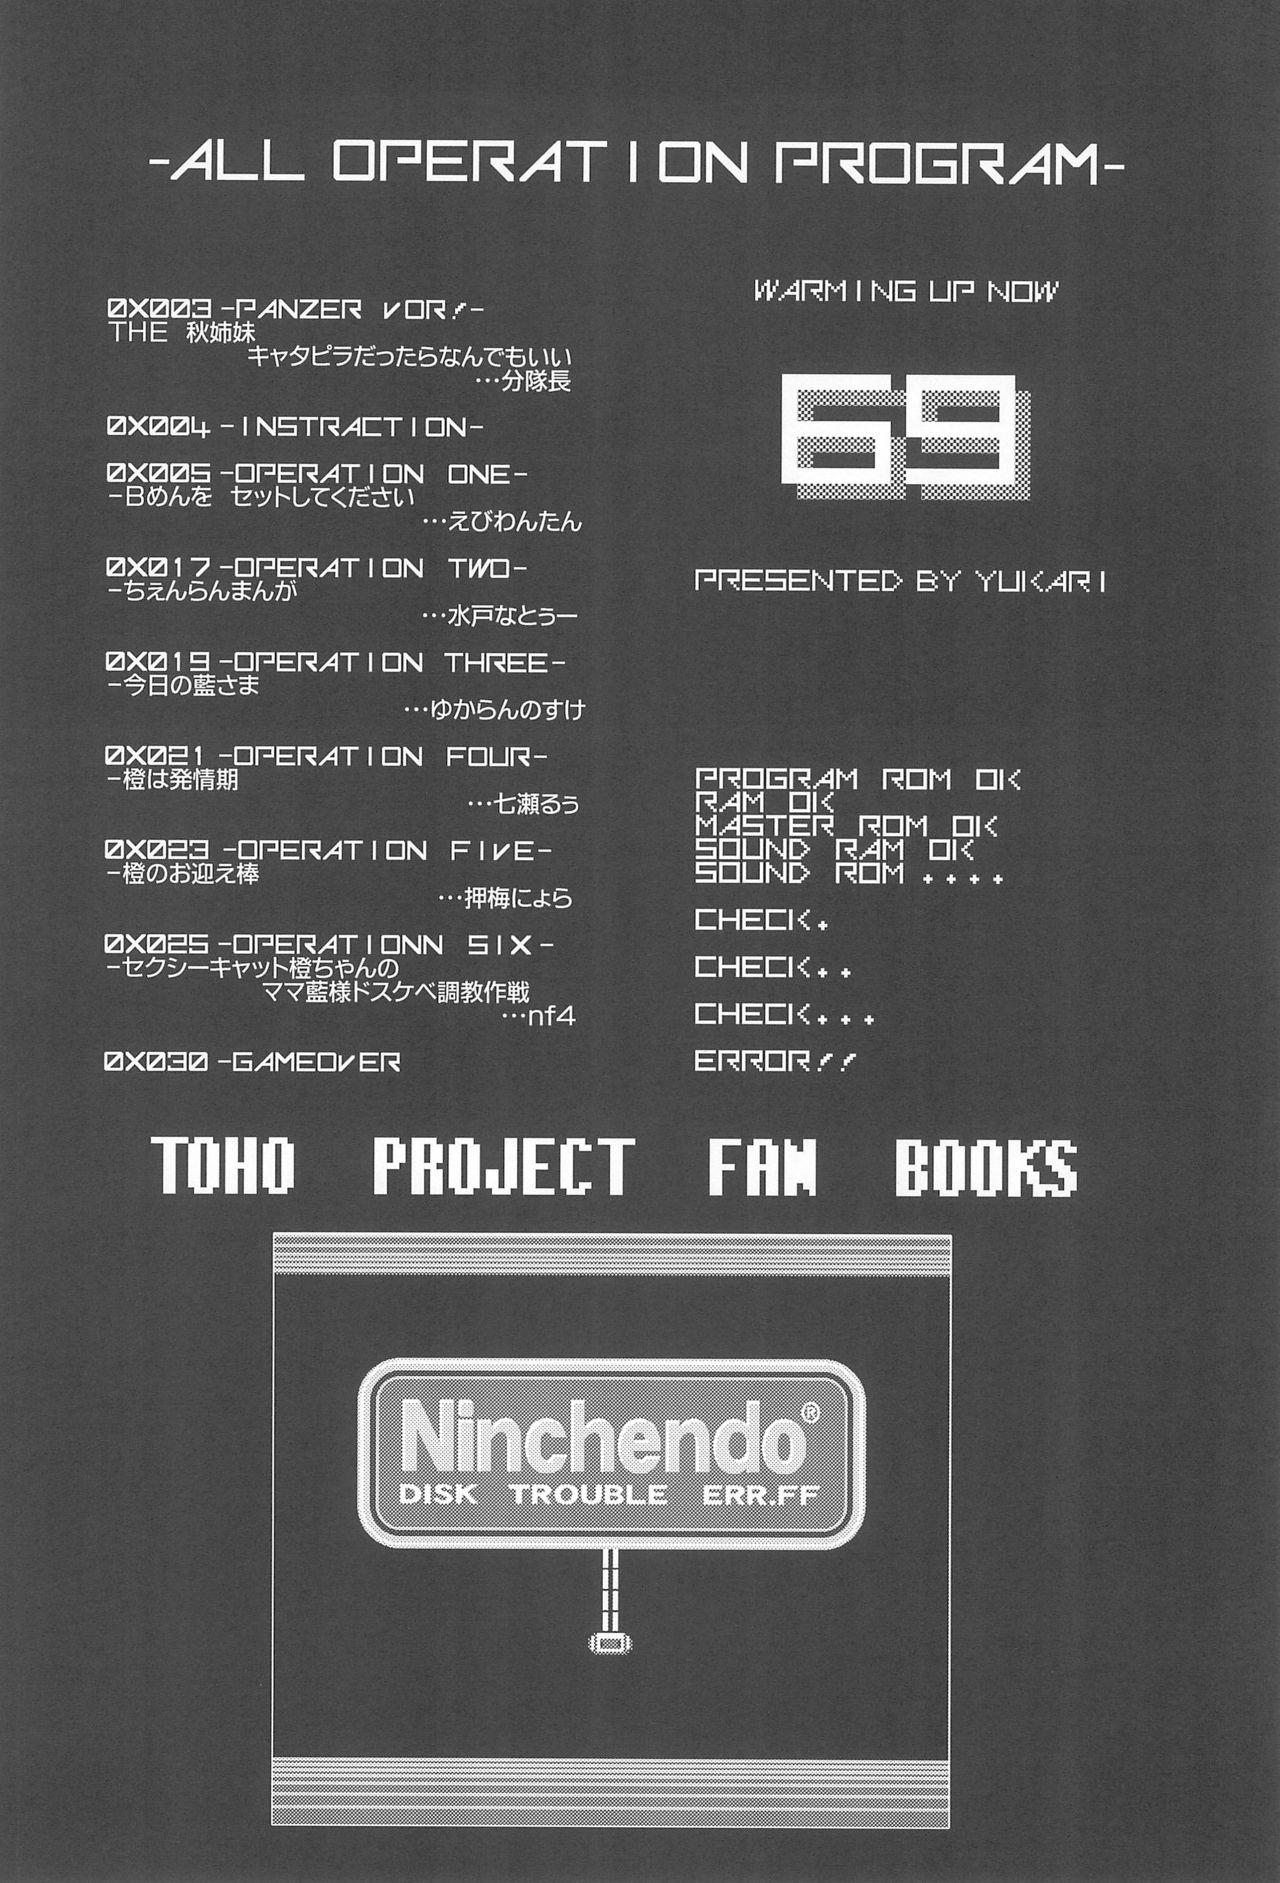 -ALL OPERATION PROGRAM-
0X003 -PANZER VOR!-
THE 秋姉妹
キャタピラだったらなんでもいい
…分隊長
0X004 -INSTRACTION-
0X005 -OPERATION ONE-
-Bめんを セットしてください
…えびわんたん
0X017 -OPERATION TWO-
-ちぇんらんまんが
…水戸なとぅー
0X019 -OPERATION THREE-
-今日の藍さま
…ゆからんのすけ
0X021 -OPERATION FOUR-
-橙は発情期
…七瀬るぅ
0X023 -OPERATION FIVE-
-橙のお迎え棒
…押梅にょら
0X025 -OPERATIONN SIX-
-セクシーキャット橙ちゃんの
ママ藍様ドスケベ調教作戦
…nf4
0X030 -GAMEOVER
WARMING UP NOW
69
PRESENTED BY YUKARI
PROGRAM ROM OK
RAM OK
MASTER ROM OK
SOUND RAM OK
SOUND ROM ....
CHECK.
CHECK..
CHECK...
ERROR!!
TOHO PROJECT FAN BOOKS
Ninchendo®
DISK TROUBLE ERR.FF